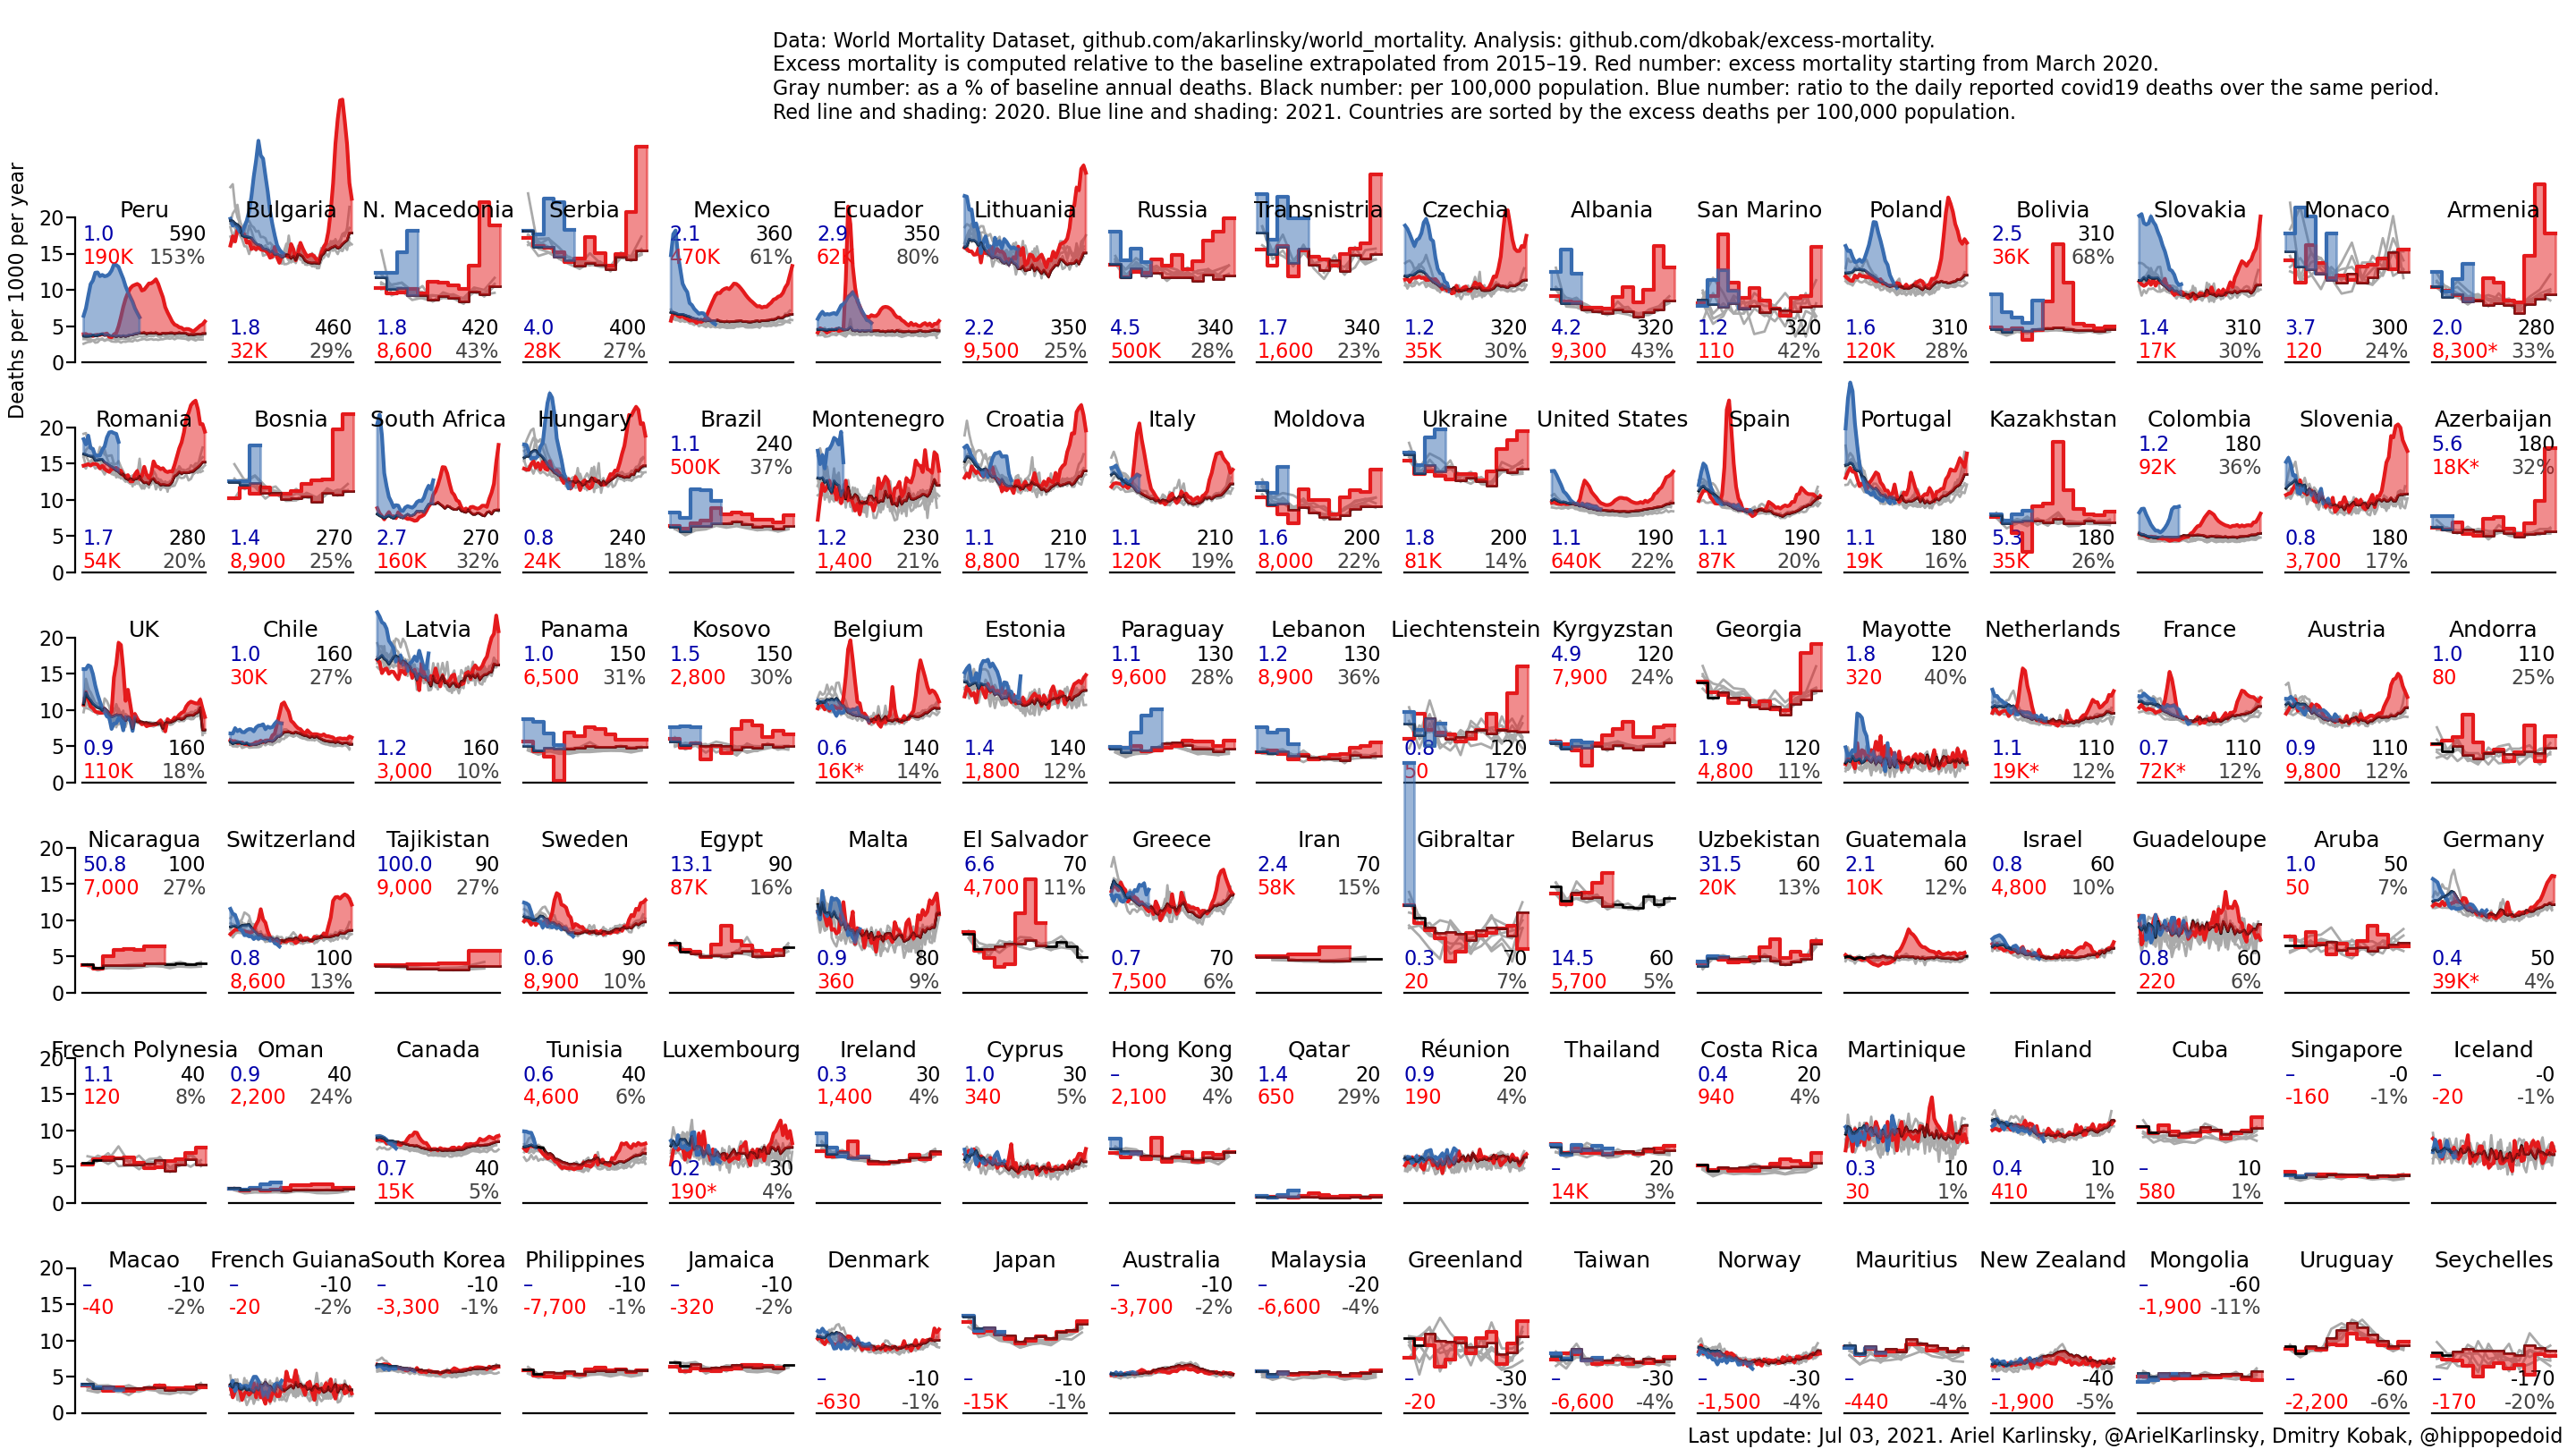 Data: World Mortality Dataset, github.com/akarlinsky/world_mortality. Analysis: github.com/dkobak/excess-mortality.
Excess mortality is computed relative to the baseline extrapolated from 2015–19. Red number: excess mortality starting from March 2020.
Gray number: as a % of baseline annual deaths. Black number: per 100,000 population. Blue number: ratio to the daily reported covid19 deaths over the same period.
Red line and shading: 2020. Blue line and shading: 2021. Countries are sorted by the excess deaths per 100,000 population.
Deaths per 1000 per year
Peru Bulgaria N. Macedonia Serbia Mexico Ecuador Lithuania Russia Transnistria Czechia Albania San Marino Poland Bolivia Slovakia Monaco Armenia
20 1.0 590 2.1 360 2.9 350 2.5 310
15 190K 153% 470K 61% 62K 80% 36K 68%
10
5 1.8 460 1.8 420 4.0 400 2.2 350 4.5 340 1.7 340 1.2 320 4.2 320 1.2 320 1.6 310 1.4 310 3.7 300 2.0 280
0 32K 29% 8,600 43% 28K 27% 9,500 25% 500K 28% 1,600 23% 35K 30% 9,300 43% 110 42% 120K 28% 17K 30% 120 24% 8,300* 33%
Romania Bosnia South Africa Hungary Brazil Montenegro Croatia Italy Moldova Ukraine United States Spain Portugal Kazakhstan Colombia Slovenia Azerbaijan
20 1.1 240 1.2 180 5.6 180
15 500K 37% 92K 36% 18K* 32%
10
5 1.7 280 1.4 270 2.7 270 0.8 240 1.2 230 1.1 210 1.1 210 1.6 200 1.8 200 1.1 190 1.1 190 1.1 180 5.3 180 0.8 180
0 54K 20% 8,900 25% 160K 32% 24K 18% 1,400 21% 8,800 17% 120K 19% 8,000 22% 81K 14% 640K 22% 87K 20% 19K 16% 35K 26% 3,700 17%
UK Chile Latvia Panama Kosovo Belgium Estonia Paraguay Lebanon Liechtenstein Kyrgyzstan Georgia Mayotte Netherlands France Austria Andorra
20 1.0 160 1.0 150 1.5 150 1.1 130 1.2 130 4.9 120 1.8 120 1.0 110
15 30K 27% 6,500 31% 2,800 30% 9,600 28% 8,900 36% 7,900 24% 320 40% 80 25%
10
5 0.9 160 1.2 160 0.6 140 1.4 140 0.8 120 1.9 120 1.1 110 0.7 110 0.9 110
0 110K 18% 3,000 10% 16K* 14% 1,800 12% 50 17% 4,800 11% 19K* 12% 72K* 12% 9,800 12%
Nicaragua Switzerland Tajikistan Sweden Egypt Malta El Salvador Greece Iran Gibraltar Belarus Uzbekistan Guatemala Israel Guadeloupe Aruba Germany
20 50.8 100 100.0 90 13.1 90 6.6 70 2.4 70 31.5 60 2.1 60 0.8 60 1.0 50
15 7,000 27% 9,000 27% 87K 16% 4,700 11% 58K 15% 20K 13% 10K 12% 4,800 10% 50 7%
10
5 0.8 100 0.6 90 0.9 80 0.7 70 0.3 70 14.5 60 0.8 60 0.4 50
0 8,600 13% 8,900 10% 360 9% 7,500 6% 20 7% 5,700 5% 220 6% 39K* 4%
French Polynesia Oman Canada Tunisia Luxembourg Ireland Cyprus Hong Kong Qatar Réunion Thailand Costa Rica Martinique Finland Cuba Singapore Iceland
20 1.1 40 0.9 40 0.6 40 0.3 30 1.0 30 – 30 1.4 20 0.9 20 0.4 20 – -0 – -0
15 120 8% 2,200 24% 4,600 6% 1,400 4% 340 5% 2,100 4% 650 29% 190 4% 940 4% -160 -1% -20 -1%
10
5 0.7 40 0.2 30 – 20 0.3 10 0.4 10 – 10
0 15K 5% 190* 4% 14K 3% 30 1% 410 1% 580 1%
Macao French Guiana South Korea Philippines Jamaica Denmark Japan Australia Malaysia Greenland Taiwan Norway Mauritius New Zealand Mongolia Uruguay Seychelles
20 – -10 – -10 – -10 – -10 – -10 – -10 – -20 – -60
15 -40 -2% -20 -2% -3,300 -1% -7,700 -1% -320 -2% -3,700 -2% -6,600 -4% -1,900 -11%
10
5 – -10 – -10 – -30 – -30 – -30 – -30 – -40 – -60 – -170
0 -630 -1% -15K -1% -20 -3% -6,600 -4% -1,500 -4% -440 -4% -1,900 -5% -2,200 -6% -170 -20%
Last update: Jul 03, 2021. Ariel Karlinsky, @ArielKarlinsky, Dmitry Kobak, @hippopedoid